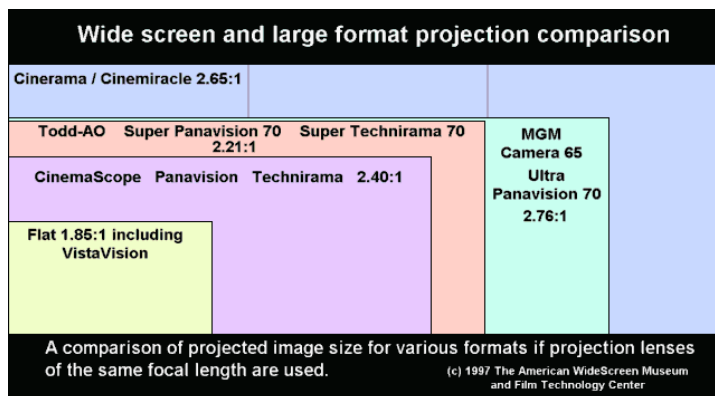 Wide screen and large format projection comparison
Cinerama / Cinemiracle 2.65:1
Todd-AO Super Panavision 70 Super Technirama 70
2.21:1
MGM
Camera 65
Ultra
Panavision 70
2.76:1
CinemaScope Panavision Technirama 2.40:1
Flat 1.85:1 including
VistaVision
A comparison of projected image size for various formats if projection lenses
of the same focal length are used.
(c) 1997 The American WideScreen Museum
and Film Technology Center